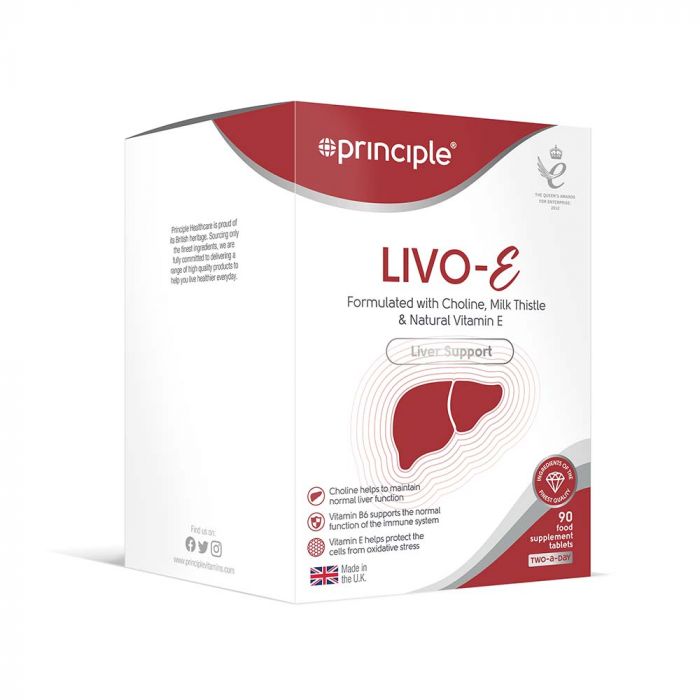 principle®
THE QUEEN'S AWARDS
FOR ENTERPRISE
2012
LIVO-E
Formulated with Choline, Milk Thistle
& Natural Vitamin E
Liver Support
Choline helps to maintain
normal liver function
Vitamin B6 supports the normal
function of the immune system
Vitamin E helps protect the
cells from oxidative stress
Made in
the U.K.
INGREDIENTS OF THE
FINEST QUALITY
90
food
supplement
tablets
TWO-a-DAY
Principle Healthcare is proud of
its British heritage. Sourcing only
the finest ingredients, we are
fully committed to delivering a
range of high quality products to
help you live healthier everyday.
Find us on:
www.principlevitamins.com